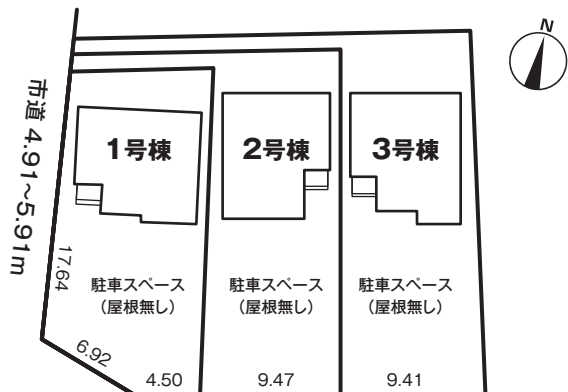 N
市道 4.91～5.91m
1号棟
2号棟
3号棟
17.64
駐車スペース
（屋根無し）
駐車スペース
（屋根無し）
駐車スペース
（屋根無し）
6.92
4.50
9.47
9.41